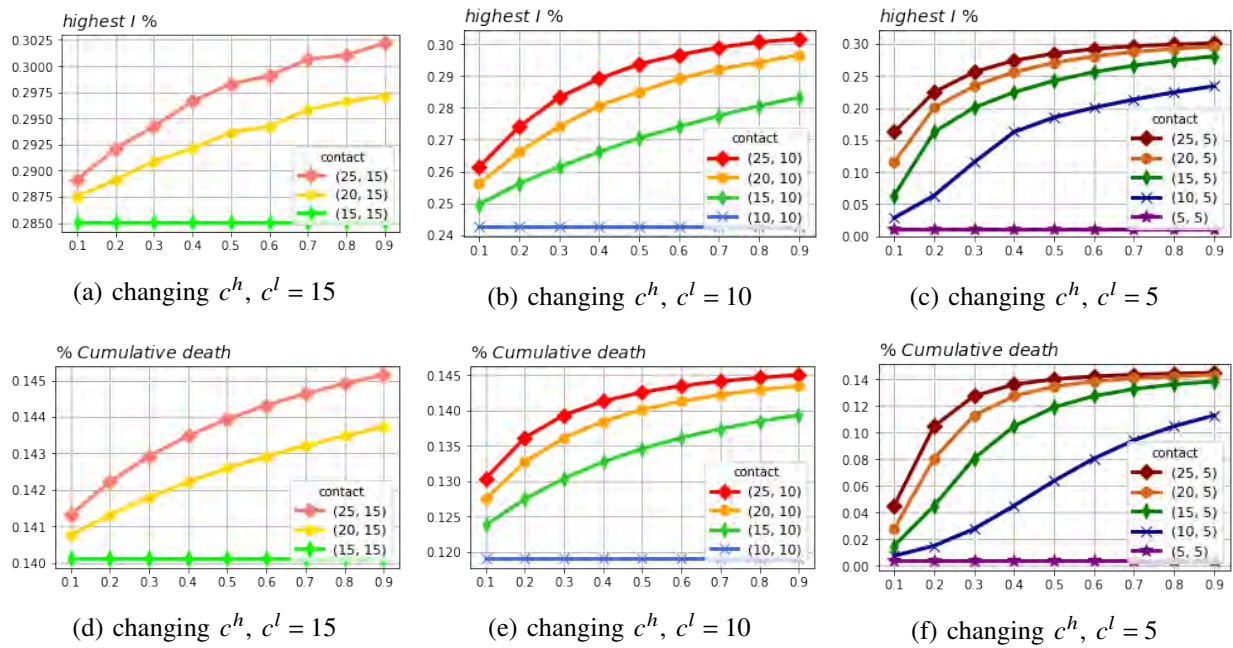 highest I %
0.3025
0.3000
0.2975
0.2950
0.2925
0.2900
0.2875
0.2850
contact
(25, 15)
(20, 15)
(15, 15)
0.1 0.2 0.3 0.4 0.5 0.6 0.7 0.8 0.9
(a) changing c^h, c^l = 15
highest I %
0.30
0.29
0.28
0.27
0.26
0.25
0.24
contact
(25, 10)
(20, 10)
(15, 10)
(10, 10)
0.1 0.2 0.3 0.4 0.5 0.6 0.7 0.8 0.9
(b) changing c^h, c^l = 10
highest I %
0.30
0.25
0.20
0.15
0.10
0.05
0.00
contact
(25, 5)
(20, 5)
(15, 5)
(10, 5)
(5, 5)
0.1 0.2 0.3 0.4 0.5 0.6 0.7 0.8 0.9
(c) changing c^h, c^l = 5
% Cumulative death
0.145
0.144
0.143
0.142
0.141
0.140
contact
(25, 15)
(20, 15)
(15, 15)
0.1 0.2 0.3 0.4 0.5 0.6 0.7 0.8 0.9
(d) changing c^h, c^l = 15
% Cumulative death
0.145
0.140
0.135
0.130
0.125
0.120
contact
(25, 10)
(20, 10)
(15, 10)
(10, 10)
0.1 0.2 0.3 0.4 0.5 0.6 0.7 0.8 0.9
(e) changing c^h, c^l = 10
% Cumulative death
0.14
0.12
0.10
0.08
0.06
0.04
0.02
0.00
contact
(25, 5)
(20, 5)
(15, 5)
(10, 5)
(5, 5)
0.1 0.2 0.3 0.4 0.5 0.6 0.7 0.8 0.9
(f) changing c^h, c^l = 5